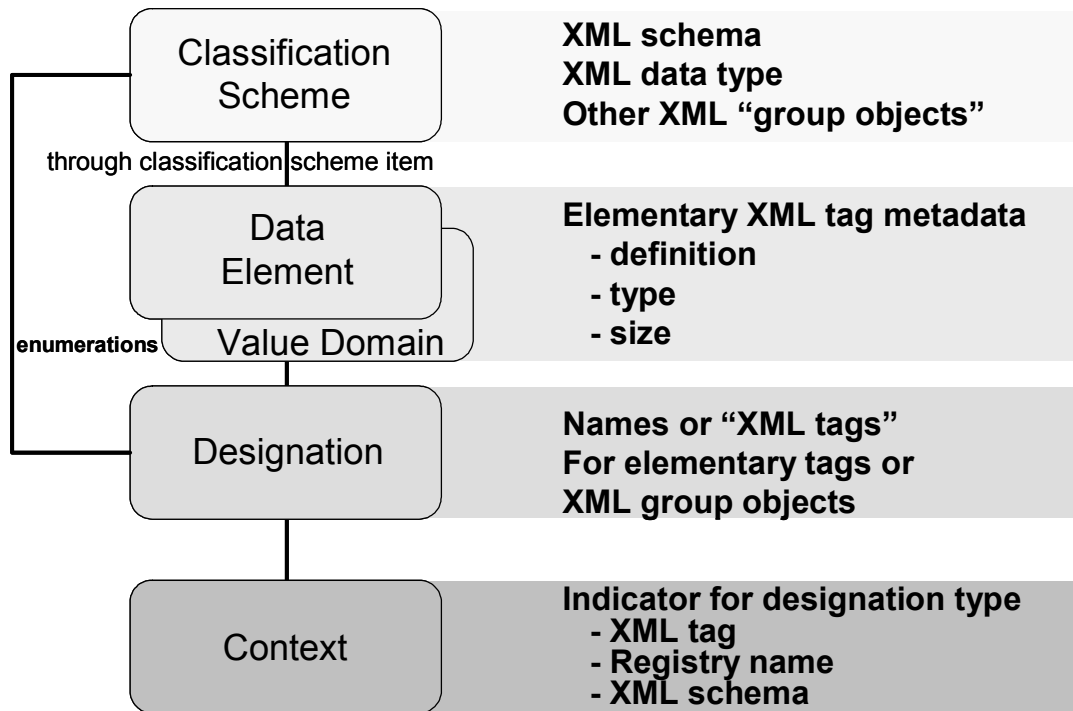 Classification
Scheme
XML schema
XML data type
Other XML “group objects”
through classification scheme item
Data
Element
Elementary XML tag metadata
- definition
- type
- size
enumerations
Value Domain
Designation
Names or “XML tags”
For elementary tags or
XML group objects
Context
Indicator for designation type
- XML tag
- Registry name
- XML schema